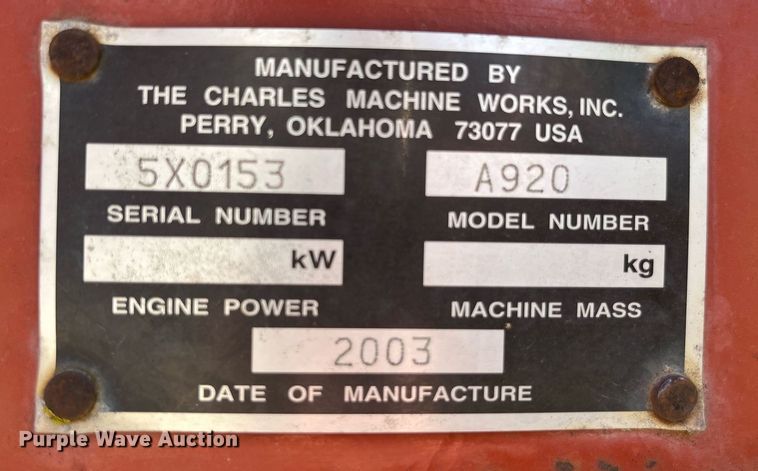 MANUFACTURED BY
THE CHARLES MACHINE WORKS, INC.
PERRY, OKLAHOMA 73077 USA
5X0153 A920
SERIAL NUMBER MODEL NUMBER
kW kg
ENGINE POWER MACHINE MASS
2003
DATE OF MANUFACTURE
Purple Wave Auction